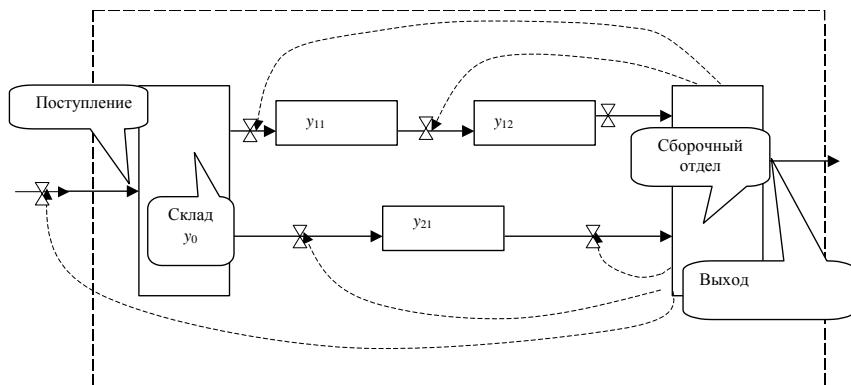 Поступление
y11
y12
Сборочный
отдел
Склад
y0
y21
Выход